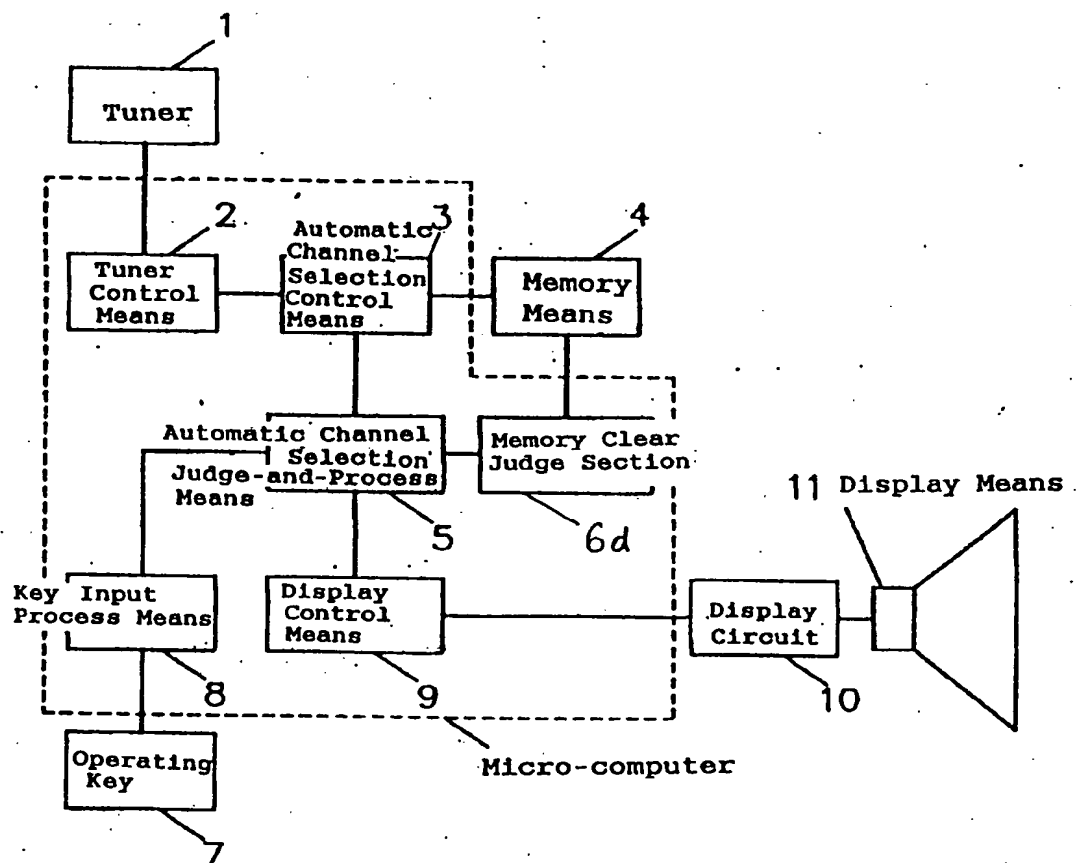 1
Tuner
2
Tuner
Control
Means
3
Automatic
Channel
Selection
Control
Means
4
Memory
Means
Automatic Channel
Selection
Judge-and-Process
Means
5
Memory Clear
Judge Section
6d
11 Display Means
Key Input
Process Means
8
Display
Control
Means
9
Display
Circuit
10
Operating
Key
7
Micro-computer